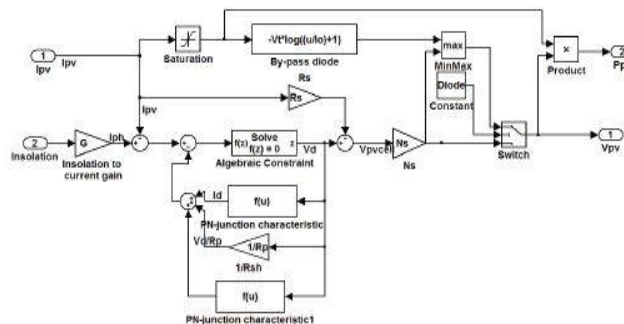 1
Ipv
Ipv
Saturation
-Vt*log((u/Io)+1)
By-pass diode
max
MinMax
×
Product
2
Rs
Rs
Ipv
Diode
Constant
2
Insolation
G
Iph
Insolation to
current gain
f(z)
Solve
f(z) = 0
z
Algebraic Constraint
Vd
Vpvcell
Ns
Ns
Switch
1
Vpv
Id
f(u)
PN-junction characteristic
Vd/Rp
1/Rp
1/Rsh
f(u)
PN-junction characteristic1